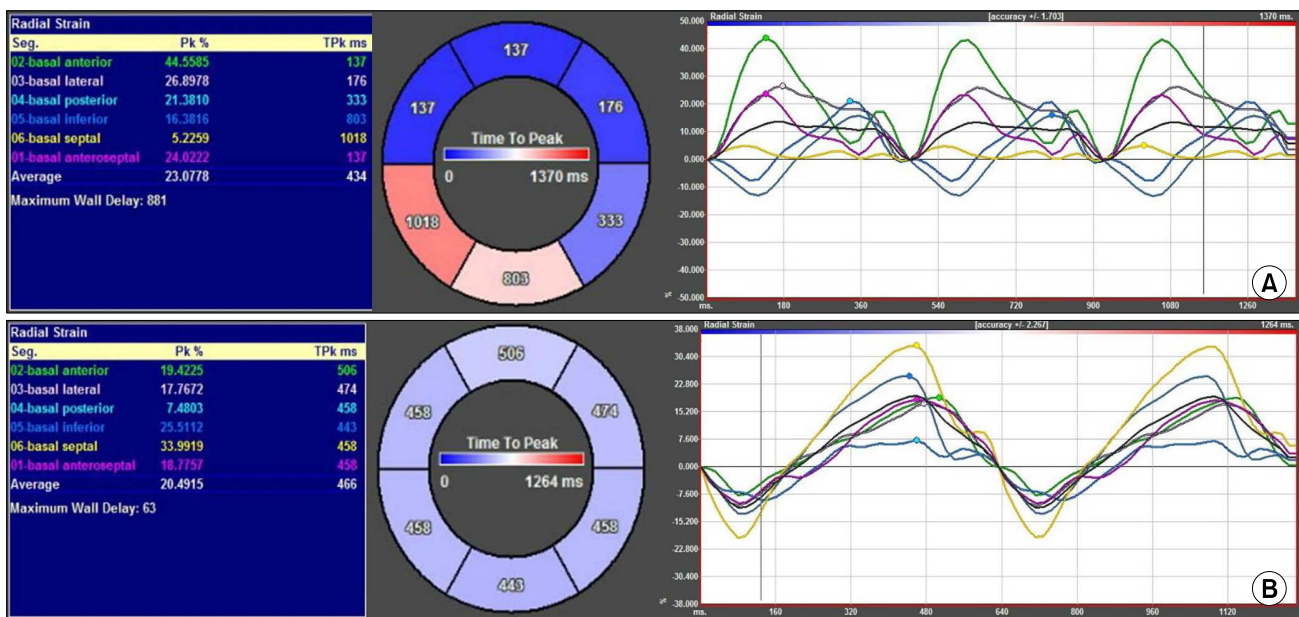 Radial Strain
Seg. Pk % TPk ms
02-basal anterior 44.5585 137
03-basal lateral 26.8978 176
04-basal posterior 21.3810 333
05-basal inferior 16.3816 803
06-basal septal 5.2259 1018
01-basal anteroseptal 24.0222 137
Average 23.0778 434
Maximum Wall Delay: 881
137
137 176
Time To Peak
0 1370 ms
1018 333
803
Radial Strain [accuracy +/- 1.703] 1370 ms.
50.000
40.000
30.000
20.000
10.000
0.000
-10.000
-20.000
-30.000
-40.000
% -50.000
ms. 180 360 540 720 900 1080 1260
A
Radial Strain
Seg. Pk % TPk ms
02-basal anterior 19.4225 506
03-basal lateral 17.7672 474
04-basal posterior 7.4803 458
05-basal inferior 25.5112 443
06-basal septal 33.9919 458
01-basal anteroseptal 18.7757 458
Average 20.4915 466
Maximum Wall Delay: 63
506
458 474
Time To Peak
0 1264 ms
458 458
443
Radial Strain [accuracy +/- 2.267] 1264 ms.
38.000
30.400
22.800
15.200
7.600
0.000
-7.600
-15.200
-22.800
-30.400
% -38.000
ms. 160 320 480 640 800 960 1120
B